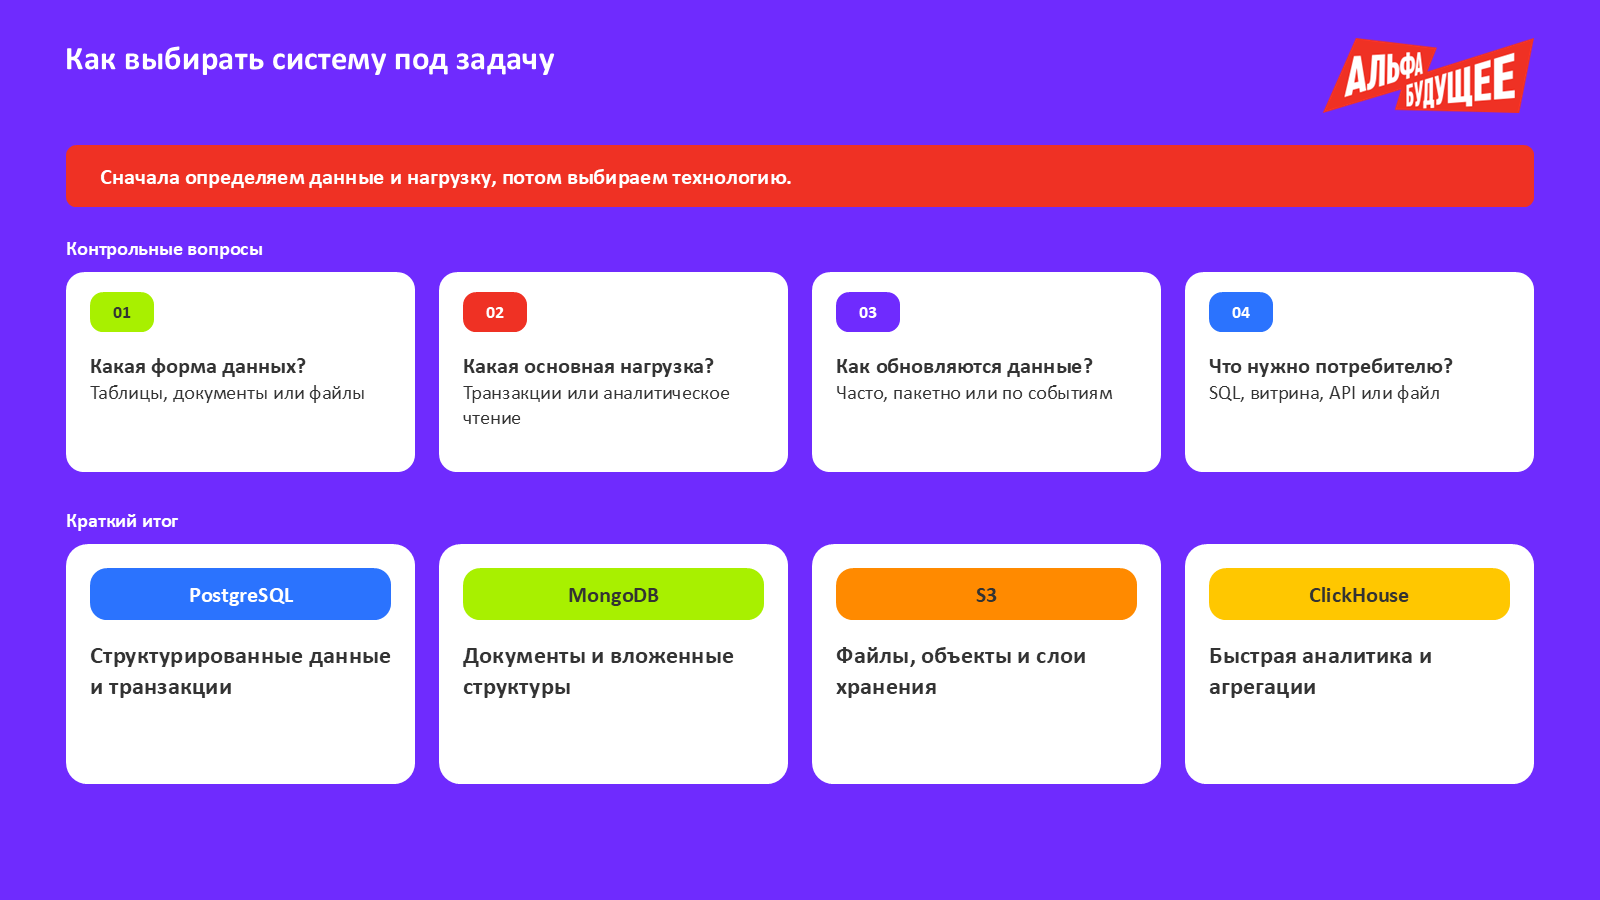 Как выбирать систему под задачу
АЛЬФА
БУДУЩЕЕ
Сначала определяем данные и нагрузку, потом выбираем технологию.
Контрольные вопросы
01
Какая форма данных?
Таблицы, документы или файлы
02
Какая основная нагрузка?
Транзакции или аналитическое
чтение
03
Как обновляются данные?
Часто, пакетно или по событиям
04
Что нужно потребителю?
SQL, витрина, API или файл
Краткий итог
PostgreSQL
Структурированные данные
и транзакции
MongoDB
Документы и вложенные
структуры
S3
Файлы, объекты и слои
хранения
ClickHouse
Быстрая аналитика и
агрегации